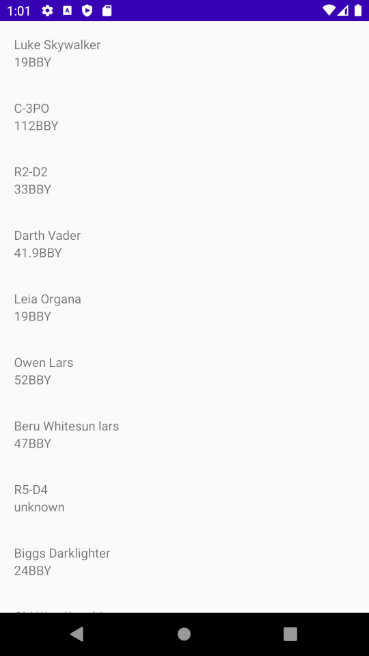 1:01
Luke Skywalker
19BBY
C-3PO
112BBY
R2-D2
33BBY
Darth Vader
41.9BBY
Leia Organa
19BBY
Owen Lars
52BBY
Beru Whitesun lars
47BBY
R5-D4
unknown
Biggs Darklighter
24BBY